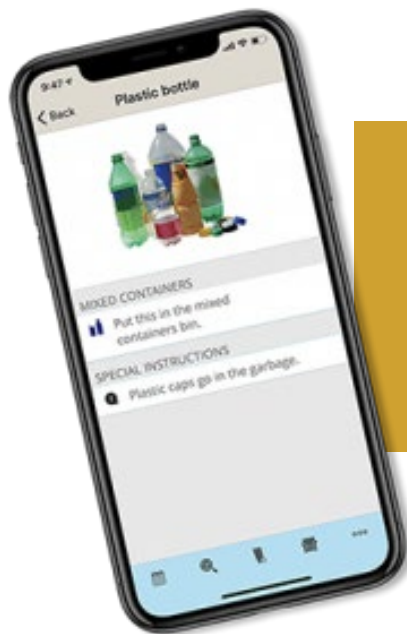 9:47
Back
Plastic bottle
MIXED CONTAINERS
Put this in the mixed
containers bin.
SPECIAL INSTRUCTIONS
Plastic caps go in the garbage.